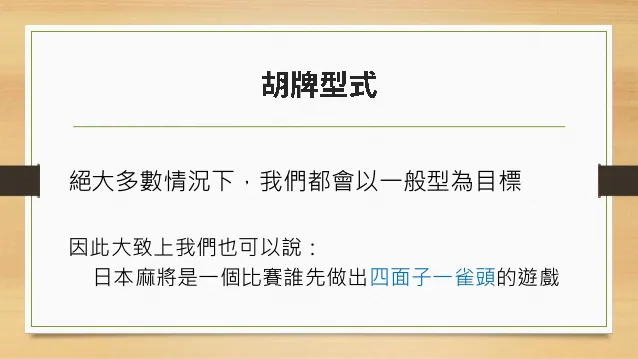 胡牌型式
絕大多數情況下，我們都會以一般型為目標
因此大致上我們也可以說：
日本麻將是一個比賽誰先做出四面子一雀頭的遊戲